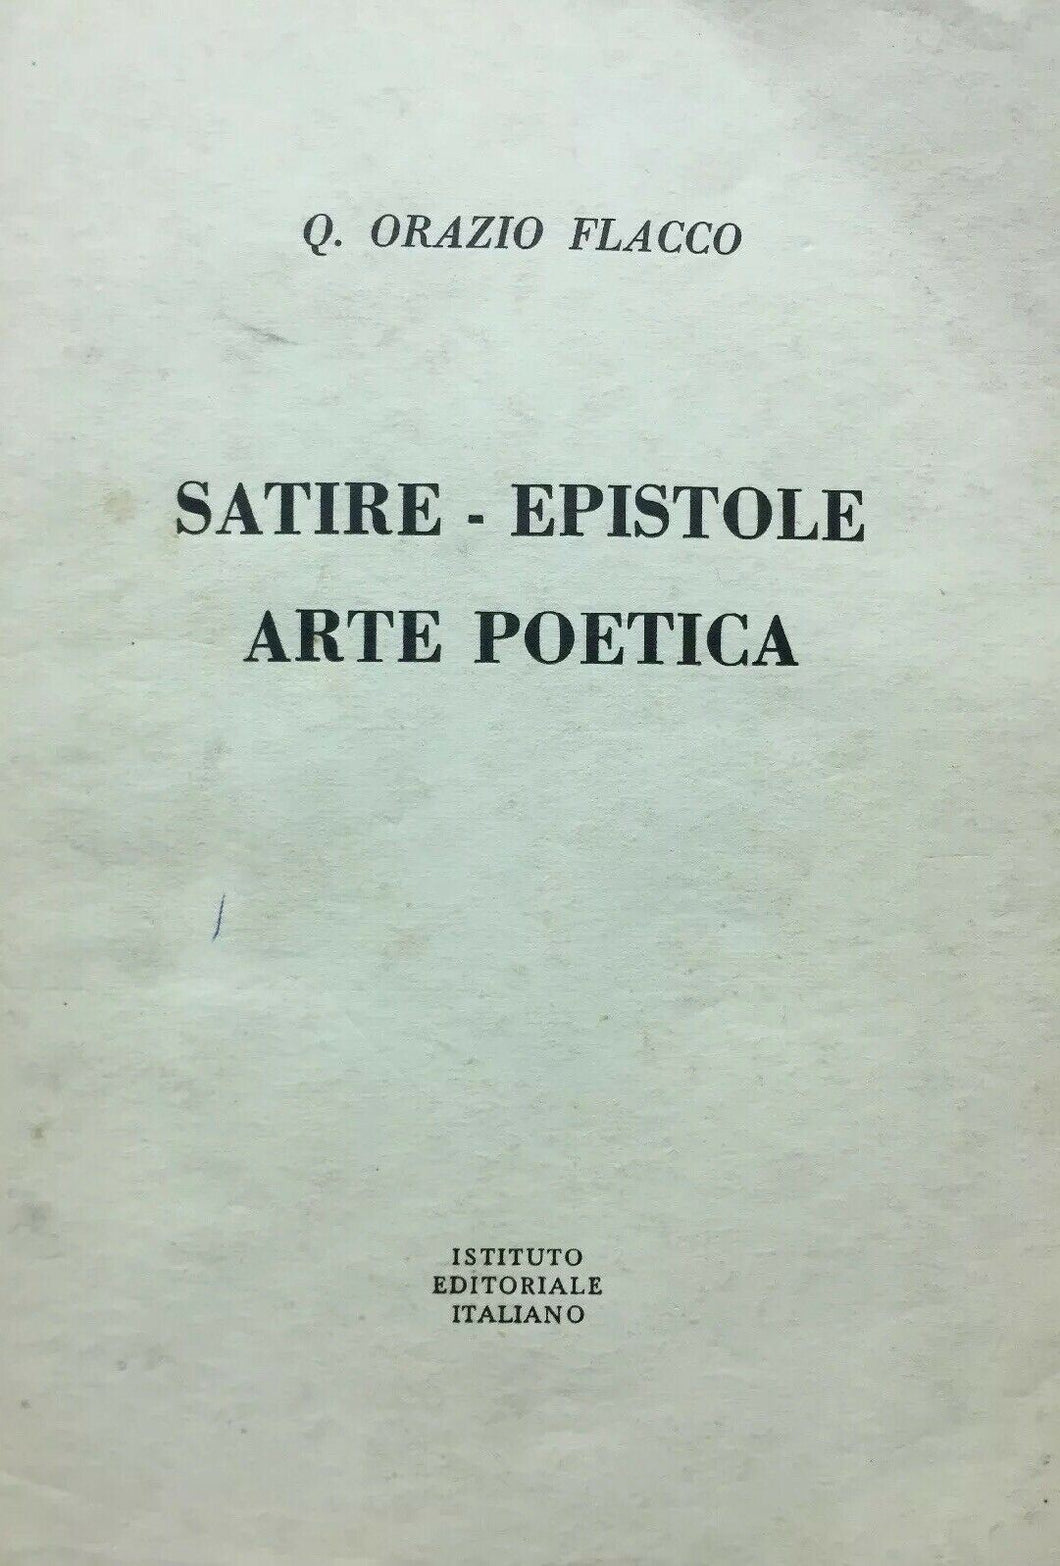 Q. ORAZIO FLACCO
SATIRE - EPISTOLE
ARTE POETICA
ISTITUTO
EDITORIALE
ITALIANO